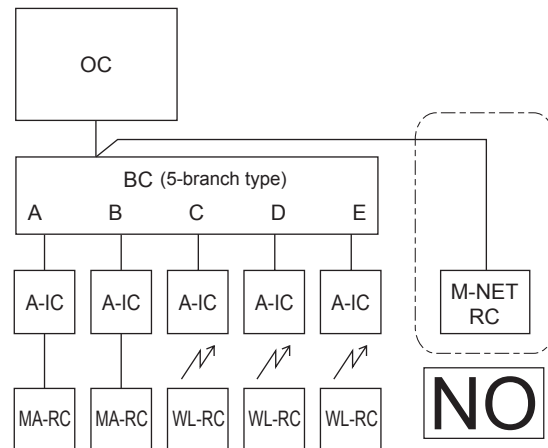 OC
BC (5-branch type)
A B C D E
A-IC A-IC A-IC A-IC A-IC
M-NET
RC
MA-RC MA-RC WL-RC WL-RC WL-RC
NO